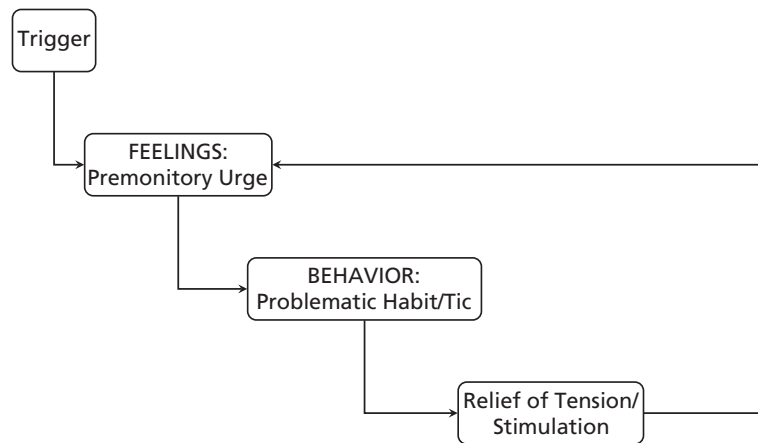 Trigger
FEELINGS:
Premonitory Urge
BEHAVIOR:
Problematic Habit/Tic
Relief of Tension/
Stimulation